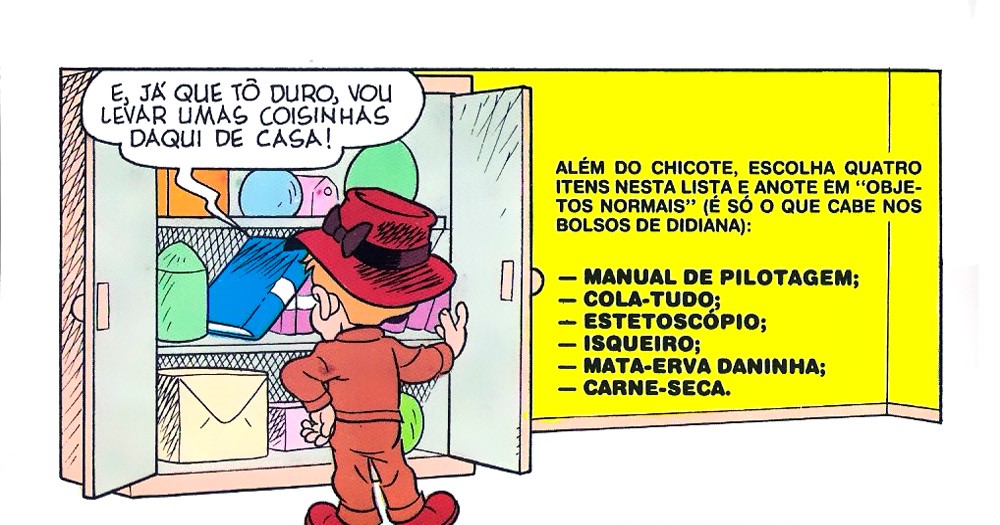 E, JÁ QUE TÔ DURO, VOU
LEVAR UMAS COISINHAS
DAQUI DE CASA!
ALÉM DO CHICOTE, ESCOLHA QUATRO
ITENS NESTA LISTA E ANOTE EM “OBJE-
TOS NORMAIS” (É SÓ O QUE CABE NOS
BOLSOS DE DIDIANA):
— MANUAL DE PILOTAGEM;
— COLA-TUDO;
— ESTETOSCÓPIO;
— ISQUEIRO;
— MATA-ERVA DANINHA;
— CARNE-SECA.